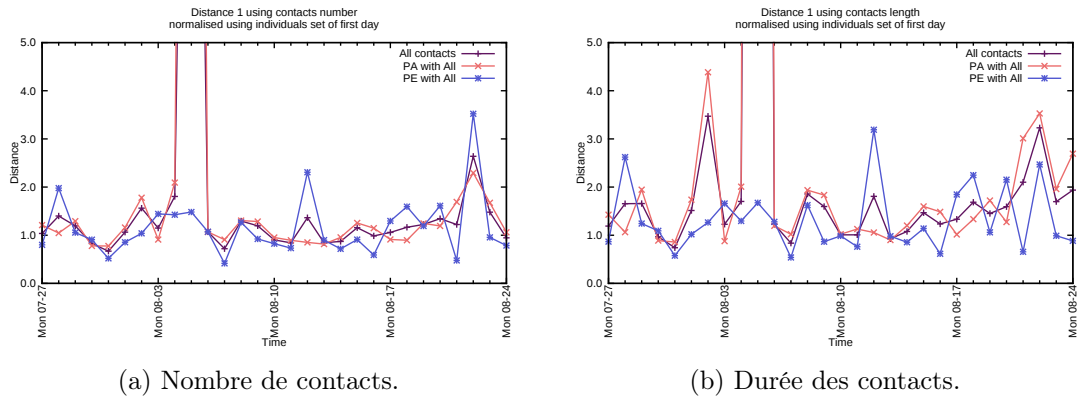 Distance 1 using contacts number
normalised using individuals set of first day
5.0
4.0
3.0
2.0
1.0
0.0
Distance
All contacts
PA with All
PE with All
Mon 07-27
Mon 08-03
Mon 08-10
Mon 08-17
Mon 08-24
Time
(a) Nombre de contacts.
Distance 1 using contacts length
normalised using individuals set of first day
5.0
4.0
3.0
2.0
1.0
0.0
Distance
All contacts
PA with All
PE with All
Mon 07-27
Mon 08-03
Mon 08-10
Mon 08-17
Mon 08-24
Time
(b) Durée des contacts.